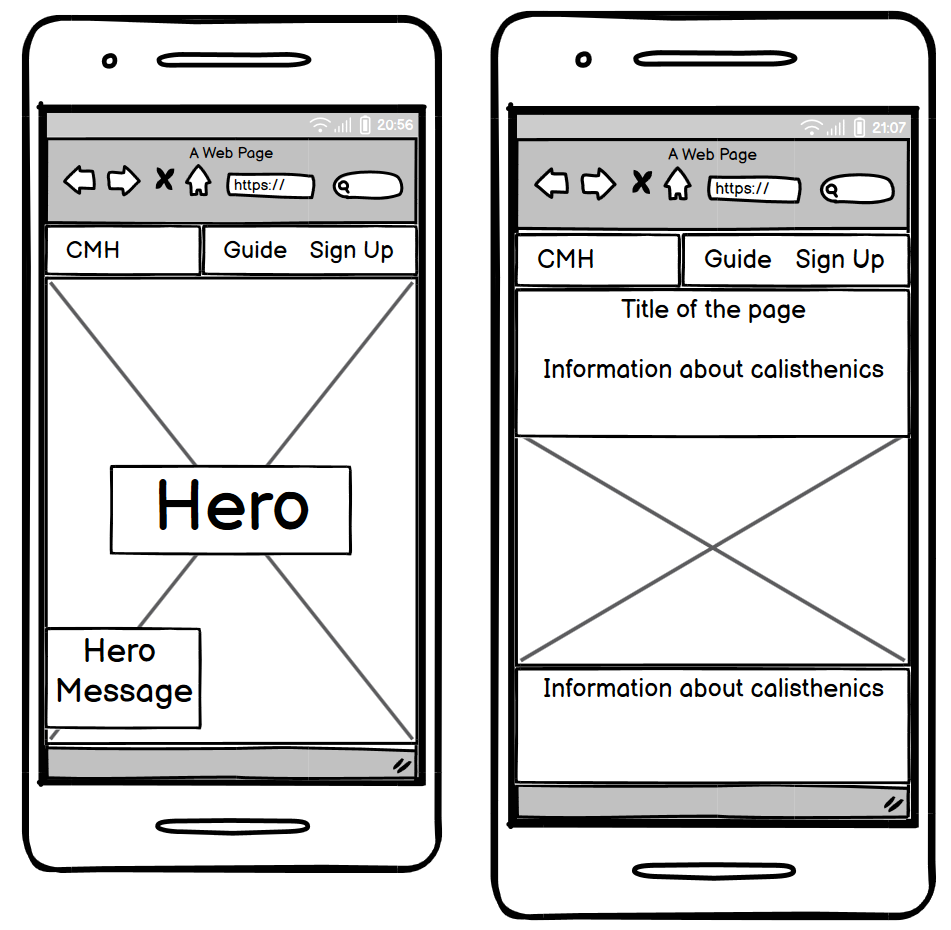 20:56
A Web Page
https://
CMH Guide Sign Up
Hero
Hero
Message
21:07
A Web Page
https://
CMH Guide Sign Up
Title of the page
Information about calisthenics
Information about calisthenics